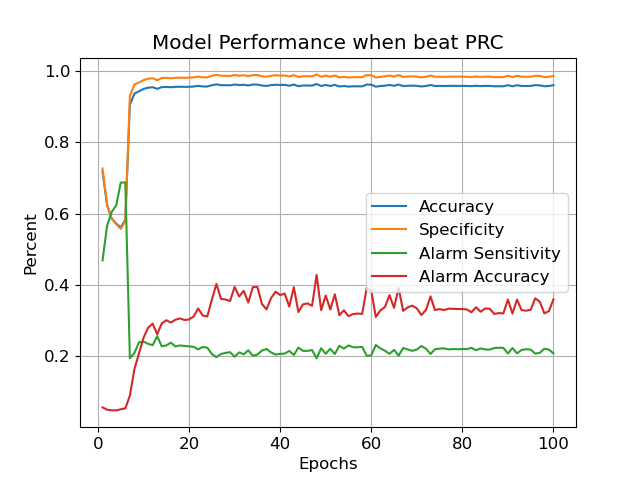 Model Performance when beat PRC
1.0
0.8
0.6
0.4
0.2
Percent
Accuracy
Specificity
Alarm Sensitivity
Alarm Accuracy
0 20 40 60 80 100
Epochs